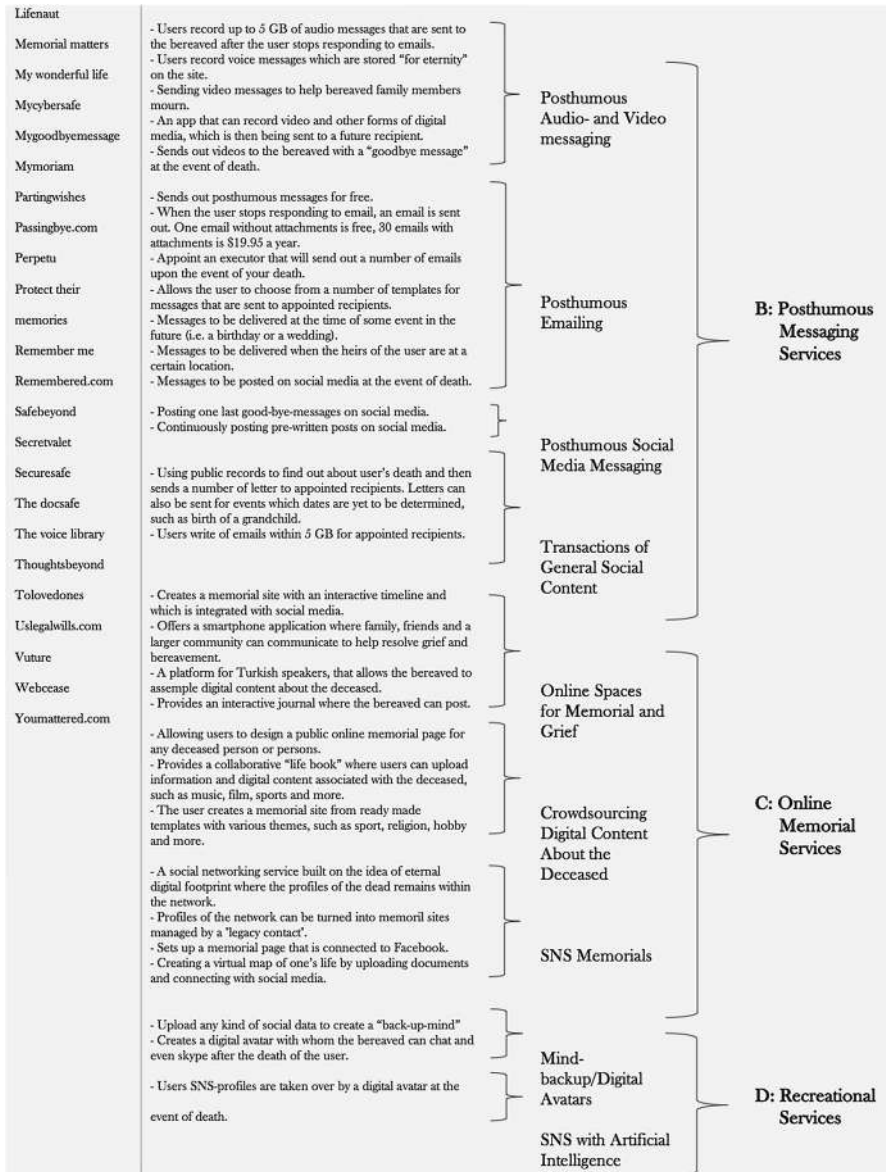 Lifenaut
Memorial matters
My wonderful life
Mycybersafe
Mygoodbyemessage
Mymoriam
Partingwishes
Passingbye.com
Perpetu
Protect their
memories
Remember me
Remembered.com
Safebeyond
Secretvalet
Securesafe
The docsafe
The voice library
Thoughtsbeyond
Tolovedones
Uslegalwills.com
Vuture
Webcease
Youmattered.com
- Users record up to 5 GB of audio messages that are sent to
the bereaved after the user stops responding to emails.
- Users record voice messages which are stored “for eternity”
on the site.
- Sending video messages to help bereaved family members
mourn.
- An app that can record video and other forms of digital
media, which is then being sent to a future recipient.
- Sends out videos to the bereaved with a “goodbye message”
at the event of death.
- Sends out posthumous messages for free.
- When the user stops responding to email, an email is sent
out. One email without attachments is free, 30 emails with
attachments is $19.95 a year.
- Appoint an executor that will send out a number of emails
upon the event of your death.
- Allows the user to choose from a number of templates for
messages that are sent to appointed recipients.
- Messages to be delivered at the time of some event in the
future (i.e. a birthday or a wedding).
- Messages to be delivered when the heirs of the user are at a
certain location.
- Messages to be posted on social media at the event of death.
- Posting one last good-bye-messages on social media.
- Continuously posting pre-written posts on social media.
- Using public records to find out about user’s death and then
sends a number of letter to appointed recipients. Letters can
also be sent for events which dates are yet to be determined,
such as birth of a grandchild.
- Users write of emails within 5 GB for appointed recipients.
- Creates a memorial site with an interactive timeline and
which is integrated with social media.
- Offers a smartphone application where family, friends and a
larger community can communicate to help resolve grief and
bereavement.
- A platform for Turkish speakers, that allows the bereaved to
assemple digital content about the deceased.
- Provides an interactive journal where the bereaved can post.
- Allowing users to design a public online memorial page for
any deceased person or persons.
- Provides a collaborative “life book” where users can upload
information and digital content associated with the deceased,
such as music, film, sports and more.
- The user creates a memorial site from ready made
templates with various themes, such as sport, religion, hobby
and more.
- A social networking service built on the idea of eternal
digital footprint where the profiles of the dead remains within
the network.
- Profiles of the network can be turned into memoril sites
managed by a "legacy contact".
- Sets up a memorial page that is connected to Facebook.
- Creating a virtual map of one’s life by uploading documents
and connecting with social media.
- Upload any kind of social data to create a “back-up-mind”
- Creates a digital avatar with whom the bereaved can chat and
even skype after the death of the user.
- Users SNS-profiles are taken over by a digital avatar at the
event of death.
Posthumous
Audio- and Video
messaging
Posthumous
Emailing
Posthumous Social
Media Messaging
Transactions of
General Social
Content
Online Spaces
for Memorial and
Grief
Crowdsourcing
Digital Content
About the
Deceased
SNS Memorials
Mind-
backup/Digital
Avatars
SNS with Artificial
Intelligence
B: Posthumous
Messaging
Services
C: Online
Memorial
Services
D: Recreational
Services